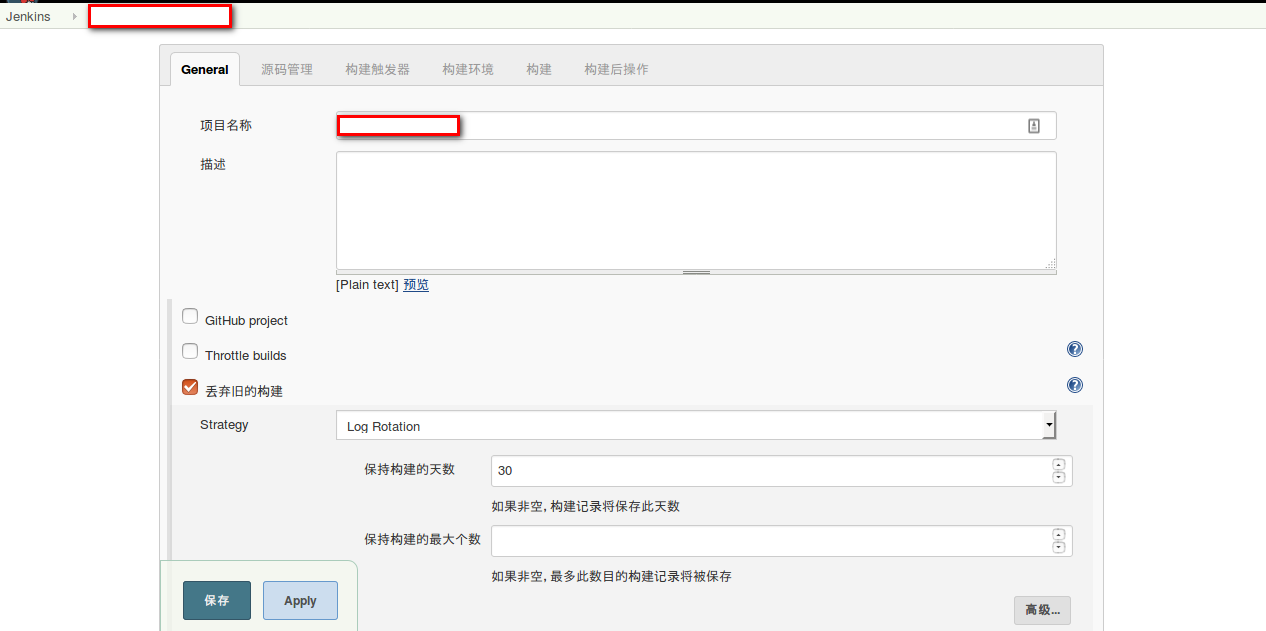 Jenkins
General 源码管理 构建触发器 构建环境 构建 构建后操作
项目名称
描述
[Plain text] 预览
GitHub project
Throttle builds
丢弃旧的构建
Strategy Log Rotation
保持构建的天数 30
如果非空, 构建记录将保存此天数
保持构建的最大个数
如果非空, 最多此数目的构建记录将被保存
保存 Apply
高级...